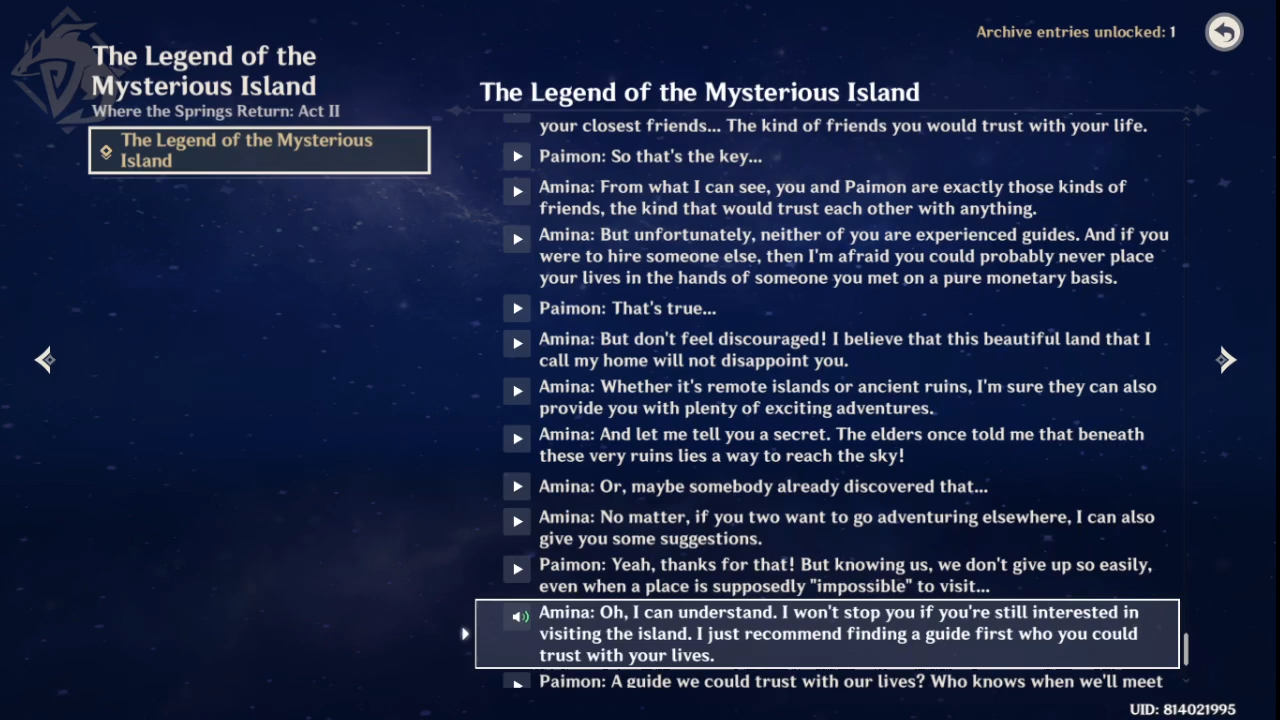 Archive entries unlocked: 1
The Legend of the
Mysterious Island
Where the Springs Return: Act II
The Legend of the Mysterious
Island
The Legend of the Mysterious Island
your closest friends... The kind of friends you would trust with your life.
Paimon: So that's the key...
Amina: From what I can see, you and Paimon are exactly those kinds of
friends, the kind that would trust each other with anything.
Amina: But unfortunately, neither of you are experienced guides. And if you
were to hire someone else, then I'm afraid you could probably never place
your lives in the hands of someone you met on a pure monetary basis.
Paimon: That's true...
Amina: But don't feel discouraged! I believe that this beautiful land that I
call my home will not disappoint you.
Amina: Whether it's remote islands or ancient ruins, I'm sure they can also
provide you with plenty of exciting adventures.
Amina: And let me tell you a secret. The elders once told me that beneath
these very ruins lies a way to reach the sky!
Amina: Or, maybe somebody already discovered that...
Amina: No matter, if you two want to go adventuring elsewhere, I can also
give you some suggestions.
Paimon: Yeah, thanks for that! But knowing us, we don't give up so easily,
even when a place is supposedly "impossible" to visit...
Amina: Oh, I can understand. I won't stop you if you're still interested in
visiting the island. I just recommend finding a guide first who you could
trust with your lives.
Paimon: A guide we could trust with our lives? Who knows when we'll meet
UID: 814021995